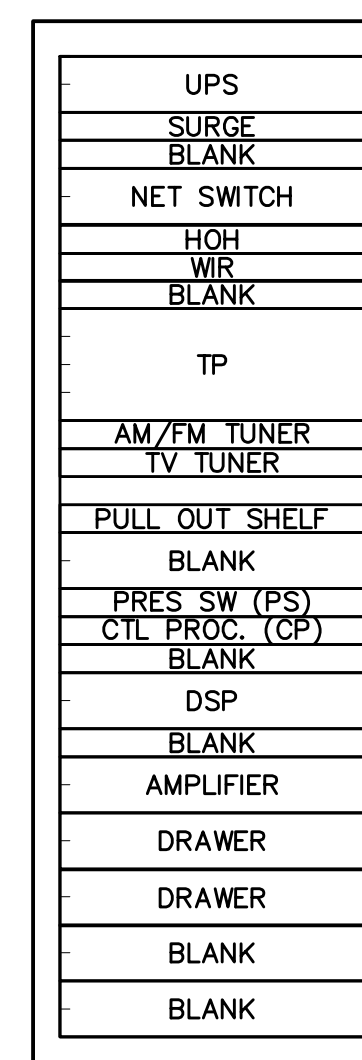 UPS
SURGE
BLANK
NET SWITCH
HOH
WIR
BLANK
TP
AM/FM TUNER
TV TUNER
PULL OUT SHELF
BLANK
PRES SW (PS)
CTL PROC. (CP)
BLANK
DSP
BLANK
AMPLIFIER
DRAWER
DRAWER
BLANK
BLANK